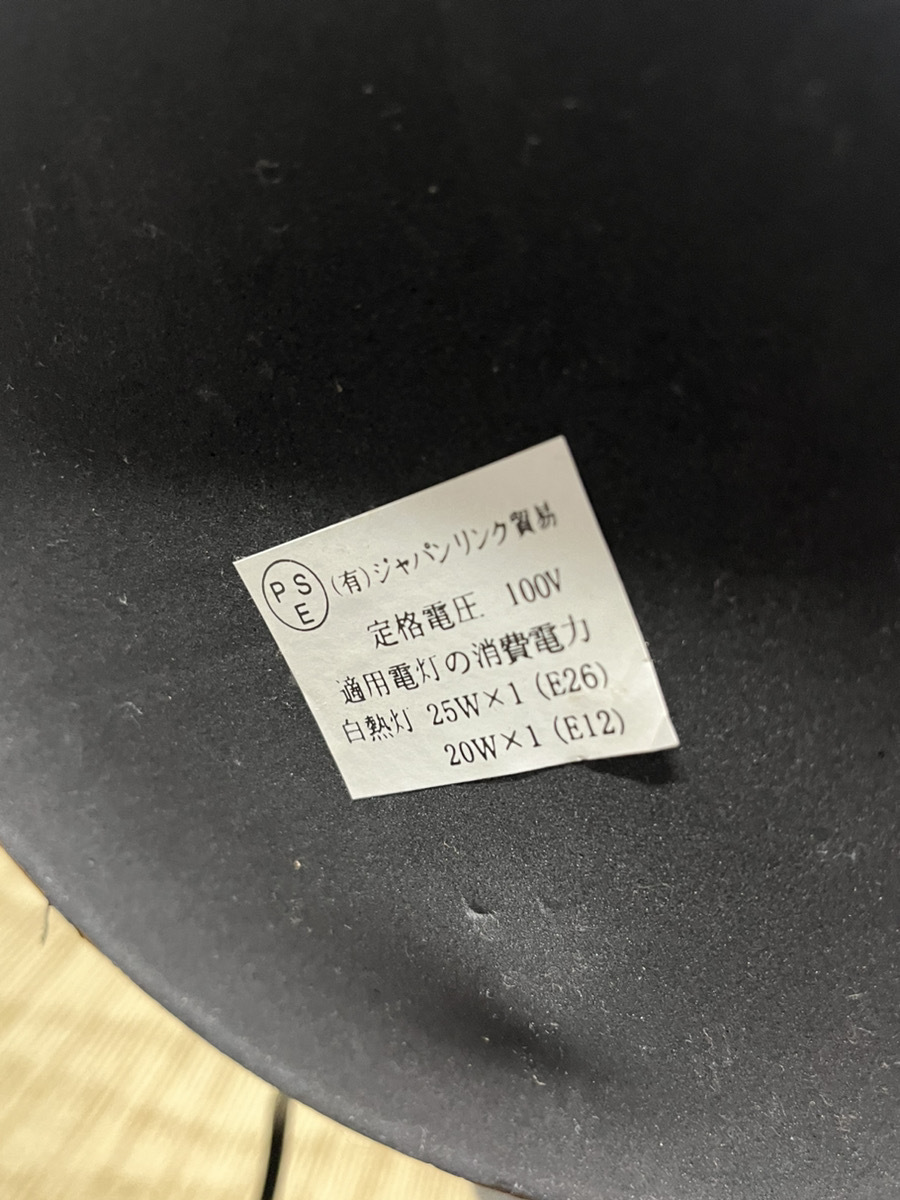 PSE (有)ジャパンリンク貿易
定格電圧 100V
適用電灯の消費電力
白熱灯 25W×1 (E26)
20W×1 (E12)